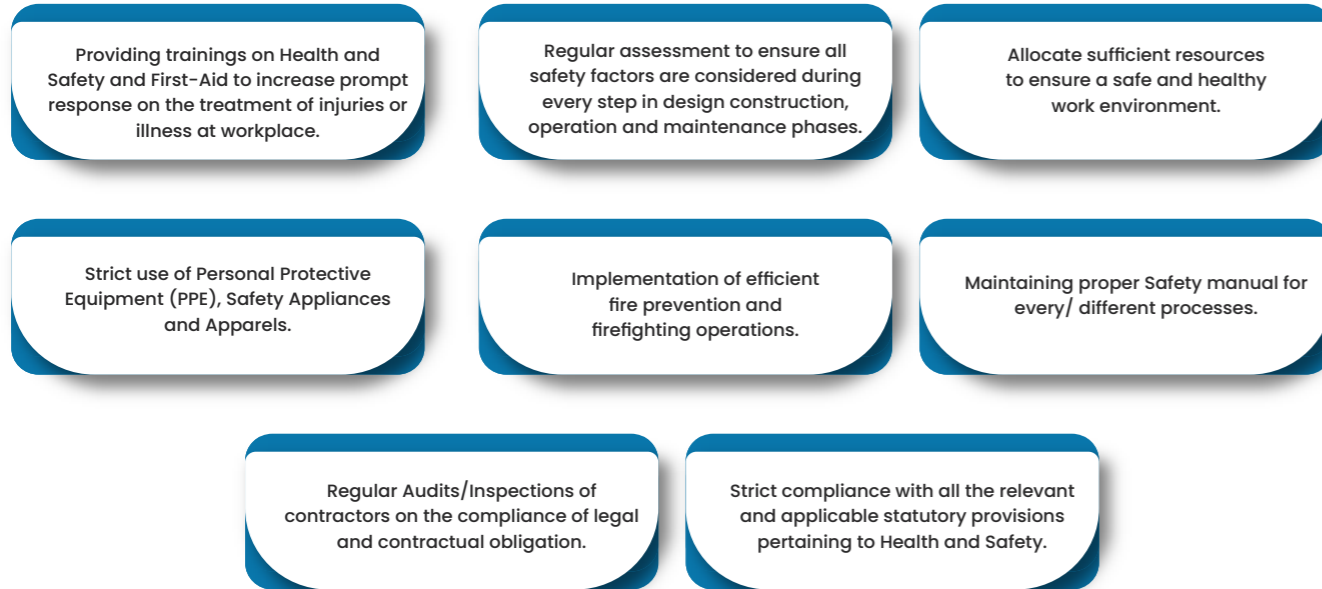 Providing trainings on Health and
Safety and First-Aid to increase prompt
response on the treatment of injuries or
illness at workplace.
Regular assessment to ensure all
safety factors are considered during
every step in design construction,
operation and maintenance phases.
Allocate sufficient resources
to ensure a safe and healthy
work environment.
Strict use of Personal Protective
Equipment (PPE), Safety Appliances
and Apparels.
Implementation of efficient
fire prevention and
firefighting operations.
Maintaining proper Safety manual for
every/ different processes.
Regular Audits/Inspections of
contractors on the compliance of legal
and contractual obligation.
Strict compliance with all the relevant
and applicable statutory provisions
pertaining to Health and Safety.